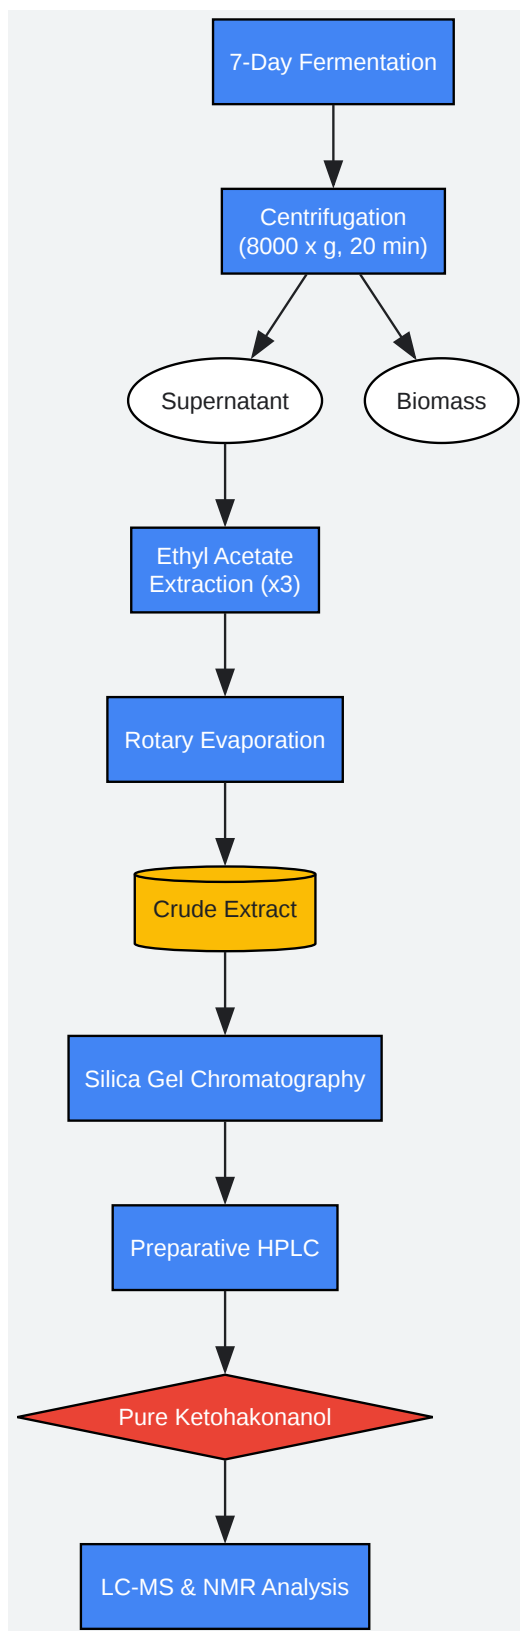 7-Day Fermentation
Centrifugation
(8000 x g, 20 min)
Supernatant
Biomass
Ethyl Acetate
Extraction (x3)
Rotary Evaporation
Crude Extract
Silica Gel Chromatography
Preparative HPLC
Pure Ketohakonanol
LC-MS & NMR Analysis